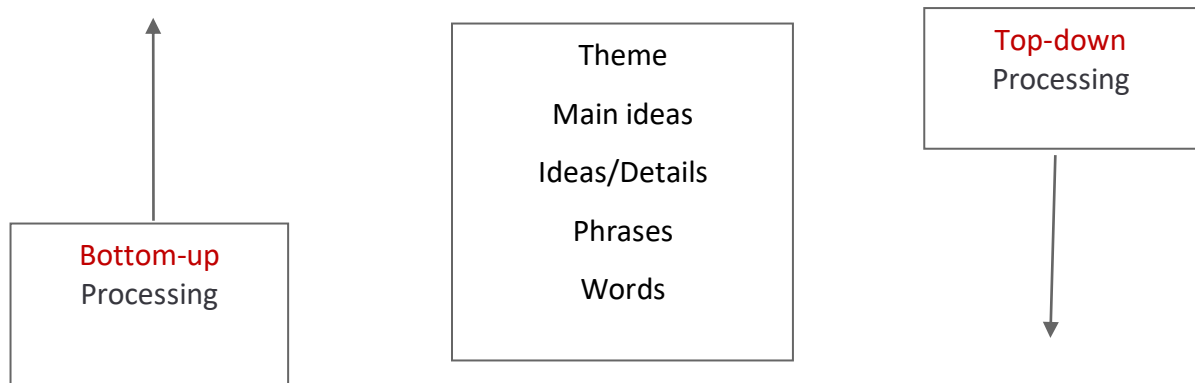 Theme
Main ideas
Ideas/Details
Phrases
Words
Bottom-up
Processing
Top-down
Processing